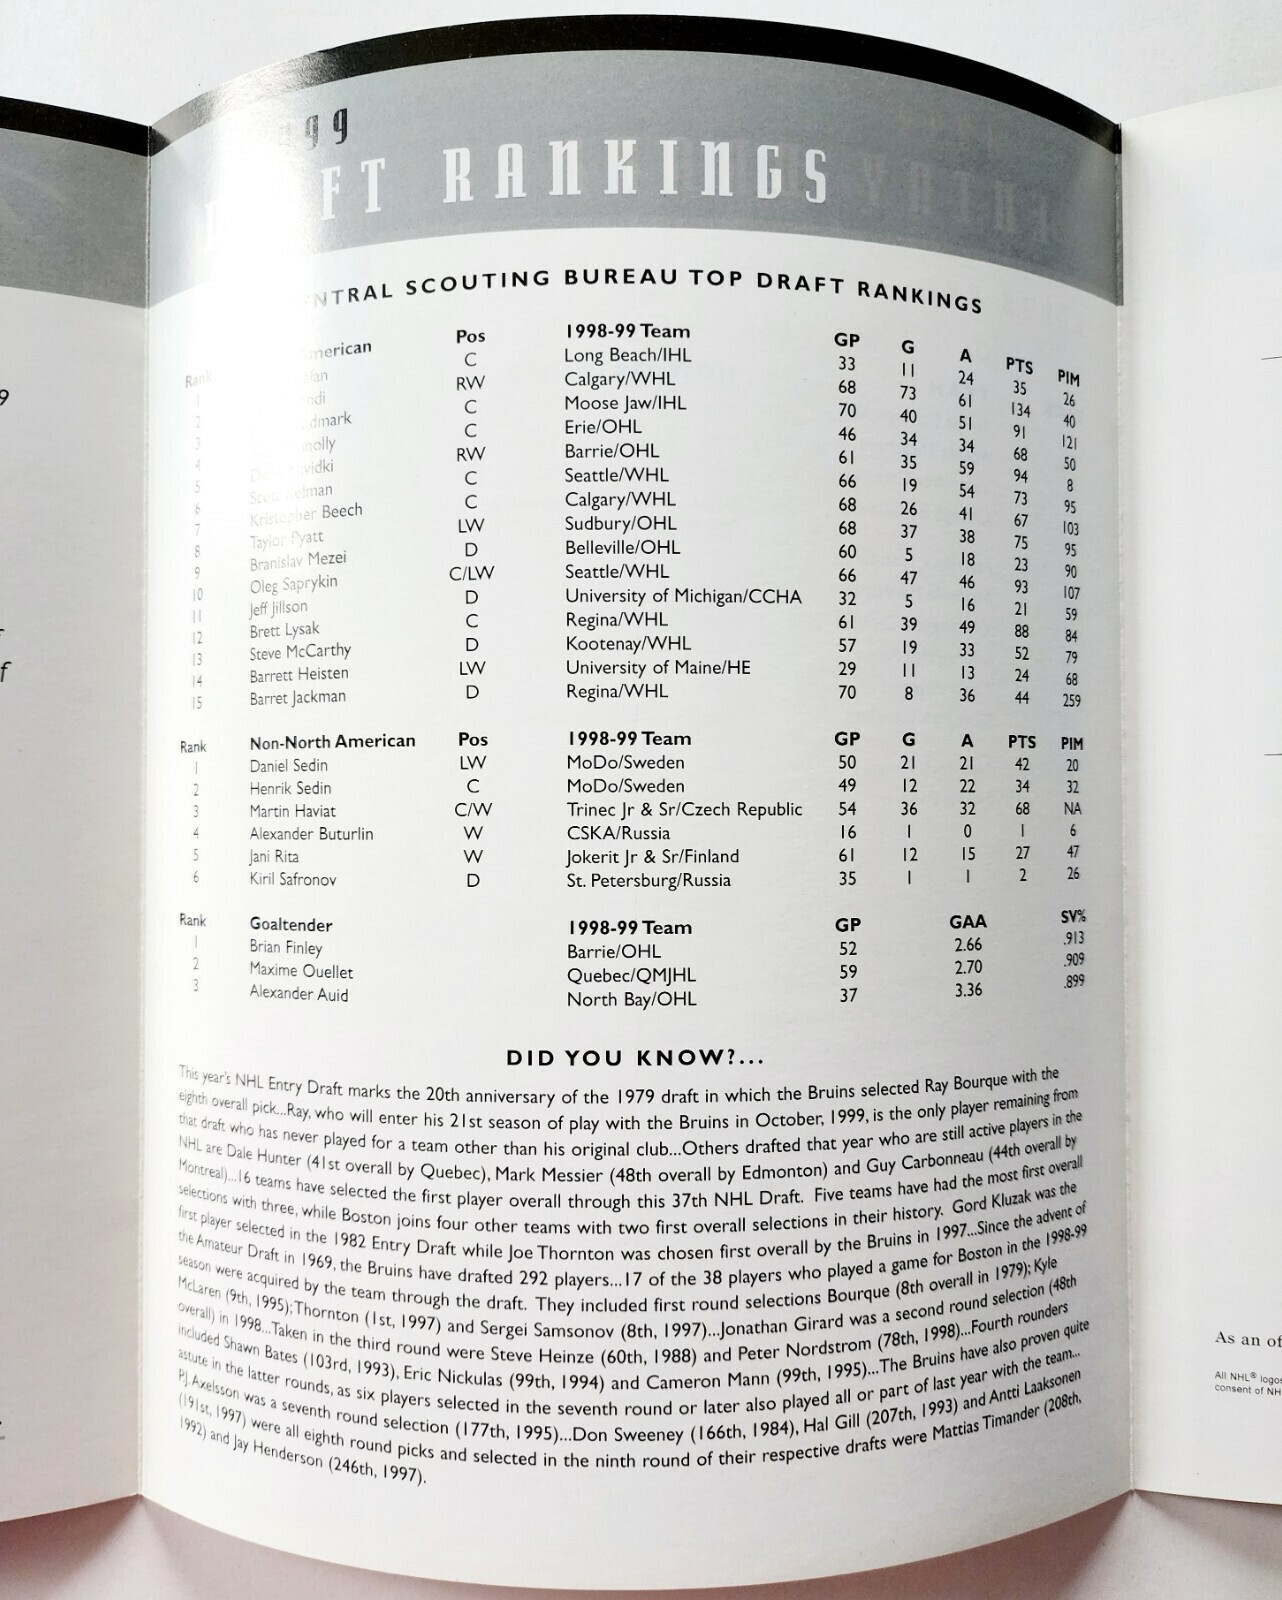 99
FT RANKINGS
NTRAL SCOUTING BUREAU TOP DRAFT RANKINGS
Rank merican Pos 1998-99 Team GP G A PTS PIM
1 fan C Long Beach/IHL 33 11 24 35 26
2 ndi RW Calgary/WHL 68 73 61 134 40
3 dmark C Moose Jaw/IHL 70 40 51 91 121
4 nolly C Erie/OHL 46 34 34 68 50
5 vidki RW Barrie/OHL 61 35 59 94 8
6 Scott Kelman C Seattle/WHL 66 19 54 73 95
7 Kristopher Beech C Calgary/WHL 68 26 41 67 103
8 Taylor Pyatt LW Sudbury/OHL 68 37 38 75 95
9 Branislav Mezei D Belleville/OHL 60 5 18 23 90
10 Oleg Saprykin C/LW Seattle/WHL 66 47 46 93 107
11 Jeff Jillson D University of Michigan/CCHA 32 5 16 21 59
12 Brett Lysak C Regina/WHL 61 39 49 88 84
13 Steve McCarthy D Kootenay/WHL 57 19 33 52 79
14 Barrett Heisten LW University of Maine/HE 29 11 13 24 68
15 Barret Jackman D Regina/WHL 70 8 36 44 259
Rank Non-North American Pos 1998-99 Team GP G A PTS PIM
1 Daniel Sedin LW MoDo/Sweden 50 21 21 42 20
2 Henrik Sedin C MoDo/Sweden 49 12 22 34 32
3 Martin Haviat C/W Trinec Jr & Sr/Czech Republic 54 36 32 68 NA
4 Alexander Buturlin W CSKA/Russia 16 1 0 1 6
5 Jani Rita W Jokerit Jr & Sr/Finland 61 12 15 27 47
6 Kiril Safronov D St. Petersburg/Russia 35 1 1 2 26
Rank Goaltender 1998-99 Team GP GAA SV%
1 Brian Finley Barrie/OHL 52 2.66 .913
2 Maxime Ouellet Quebec/QMJHL 59 2.70 .909
3 Alexander Auid North Bay/OHL 37 3.36 .899
DID YOU KNOW?...
This year's NHL Entry Draft marks the 20th anniversary of the 1979 draft in which the Bruins selected Ray Bourque with the
eighth overall pick...Ray, who will enter his 21st season of play with the Bruins in October, 1999, is the only player remaining from
that draft who has never played for a team other than his original club...Others drafted that year who are still active players in the
NHL are Dale Hunter (41st overall by Quebec), Mark Messier (48th overall by Edmonton) and Guy Carbonneau (44th overall by
Montreal)...16 teams have selected the first player overall through this 37th NHL Draft. Five teams have had the most first overall
selections with three, while Boston joins four other teams with two first overall selections in their history. Gord Kluzak was the
first player selected in the 1982 Entry Draft while Joe Thornton was chosen first overall by the Bruins in 1997...Since the advent of
the Amateur Draft in 1969, the Bruins have drafted 292 players...17 of the 38 players who played a game for Boston in the 1998-99
season were acquired by the team through the draft. They included first round selections Bourque (8th overall in 1979); Kyle
McLaren (9th, 1995); Thornton (1st, 1997) and Sergei Samsonov (8th, 1997)...Jonathan Girard was a second round selection (48th
overall) in 1998...Taken in the third round were Steve Heinze (60th, 1988) and Peter Nordstrom (78th, 1998)...Fourth rounders
included Shawn Bates (103rd, 1993), Eric Nickulas (99th, 1994) and Cameron Mann (99th, 1995)...The Bruins have also proven quite
astute in the latter rounds, as six players selected in the seventh round or later also played all or part of last year with the team...
P.J. Axelsson was a seventh round selection (177th, 1995)...Don Sweeney (166th, 1984), Hal Gill (207th, 1993) and Antti Laaksonen
(191st, 1997) were all eighth round picks and selected in the ninth round of their respective drafts were Mattias Timander (208th,
1992) and Jay Henderson (246th, 1997).
9
f
As an of
All NHL® logos
consent of NH